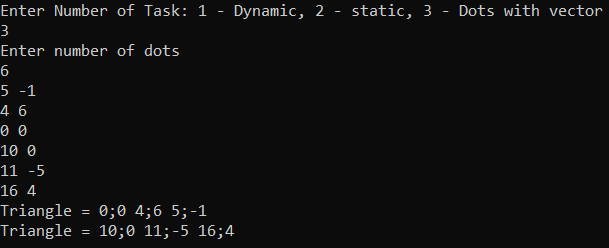 Enter Number of Task: 1 - Dynamic, 2 - static, 3 - Dots with vector
3
Enter number of dots
6
5 -1
4 6
0 0
10 0
11 -5
16 4
Triangle = 0;0 4;6 5;-1
Triangle = 10;0 11;-5 16;4